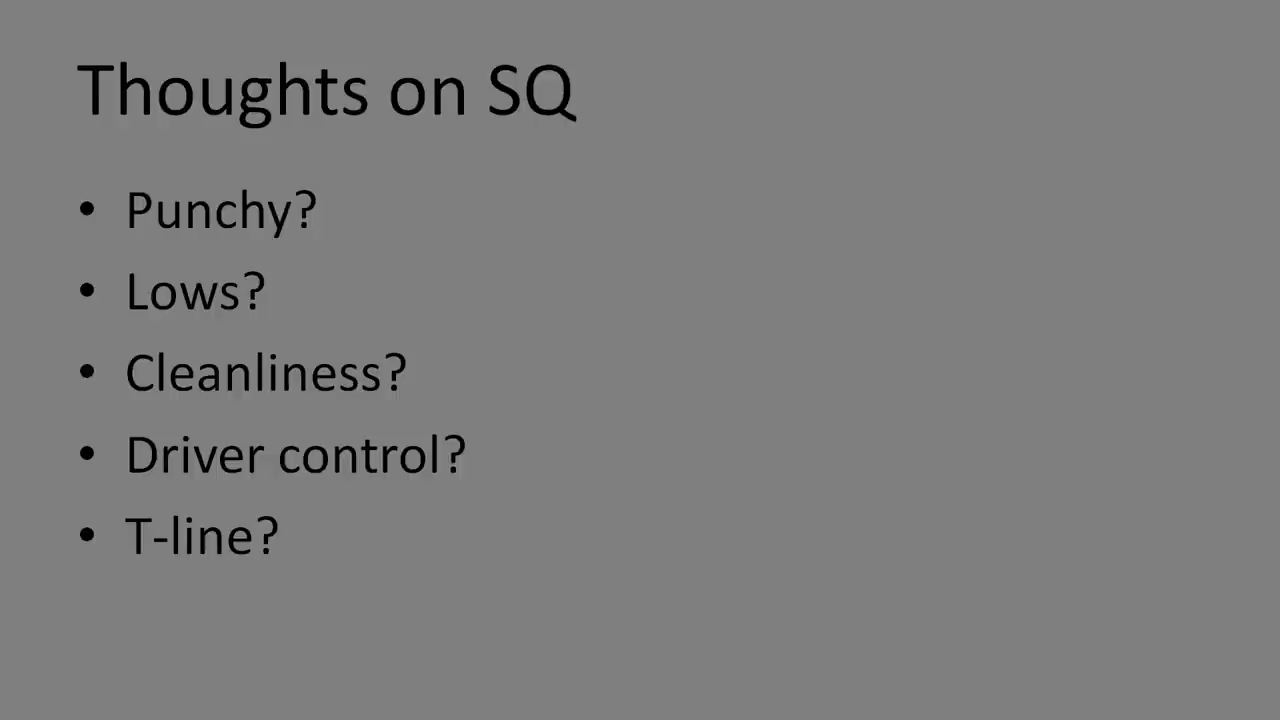 Thoughts on SQ
• Punchy?
• Lows?
• Cleanliness?
• Driver control?
• T-line?